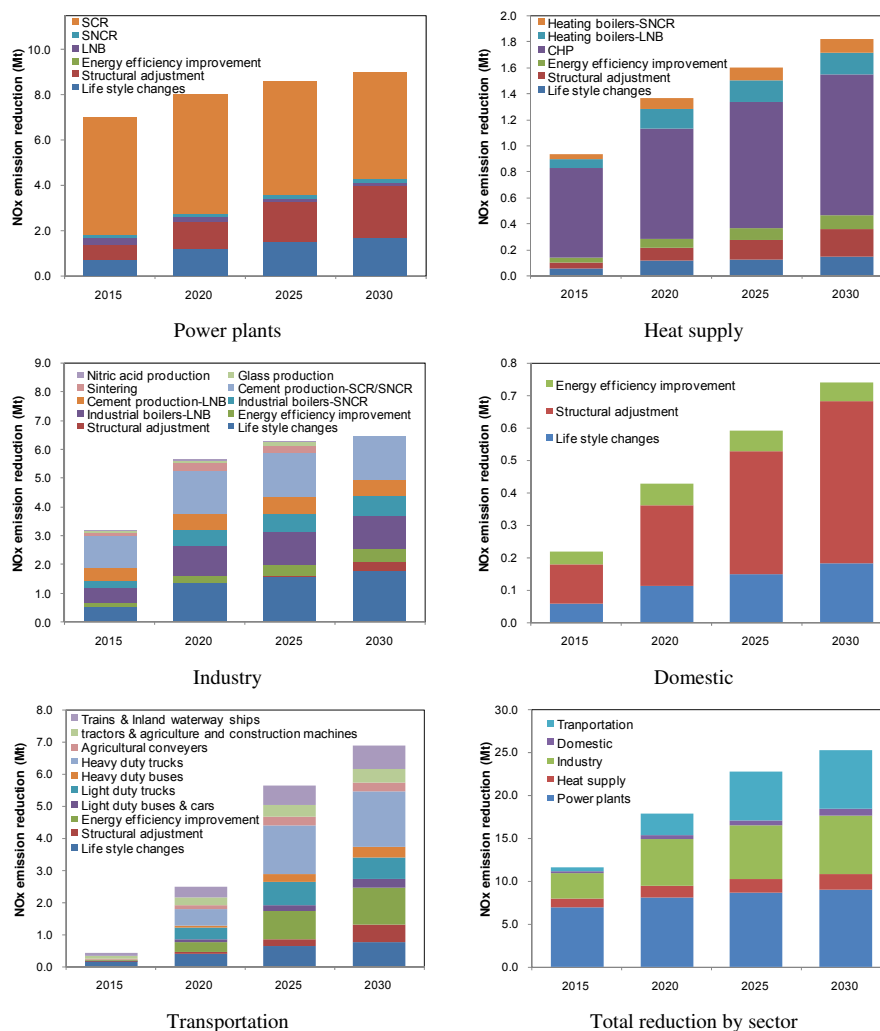 NOx emission reduction (Mt)
10.0
8.0
6.0
4.0
2.0
0.0
SCR
SNCR
LNB
Energy efficiency improvement
Structural adjustment
Life style changes
2015 2020 2025 2030
Power plants
NOx emission reduction (Mt)
2.0
1.8
1.6
1.4
1.2
1.0
0.8
0.6
0.4
0.2
0.0
Heating boilers-SNCR
Heating boilers-LNB
CHP
Energy efficiency improvement
Structural adjustment
Life style changes
2015 2020 2025 2030
Heat supply
NOx emission reduction (Mt)
9.0
8.0
7.0
6.0
5.0
4.0
3.0
2.0
1.0
0.0
Nitric acid production Glass production
Sintering Cement production-SCR/SNCR
Cement production-LNB Industrial boilers-SNCR
Industrial boilers-LNB Energy efficiency improvement
Structural adjustment Life style changes
2015 2020 2025 2030
Industry
NOx emission reduction (Mt)
0.8
0.7
0.6
0.5
0.4
0.3
0.2
0.1
0.0
Energy efficiency improvement
Structural adjustment
Life style changes
2015 2020 2025 2030
Domestic
NOx emission reduction (Mt)
8.0
7.0
6.0
5.0
4.0
3.0
2.0
1.0
0.0
Trains & Inland waterway ships
tractors & agriculture and construction machines
Agricultural conveyers
Heavy duty trucks
Heavy duty buses
Light duty trucks
Light duty buses & cars
Energy efficiency improvement
Structural adjustment
Life style changes
2015 2020 2025 2030
Transportation
NOx emission reduction (Mt)
30.0
25.0
20.0
15.0
10.0
5.0
0.0
Tranportation
Domestic
Industry
Heat supply
Power plants
2015 2020 2025 2030
Total reduction by sector